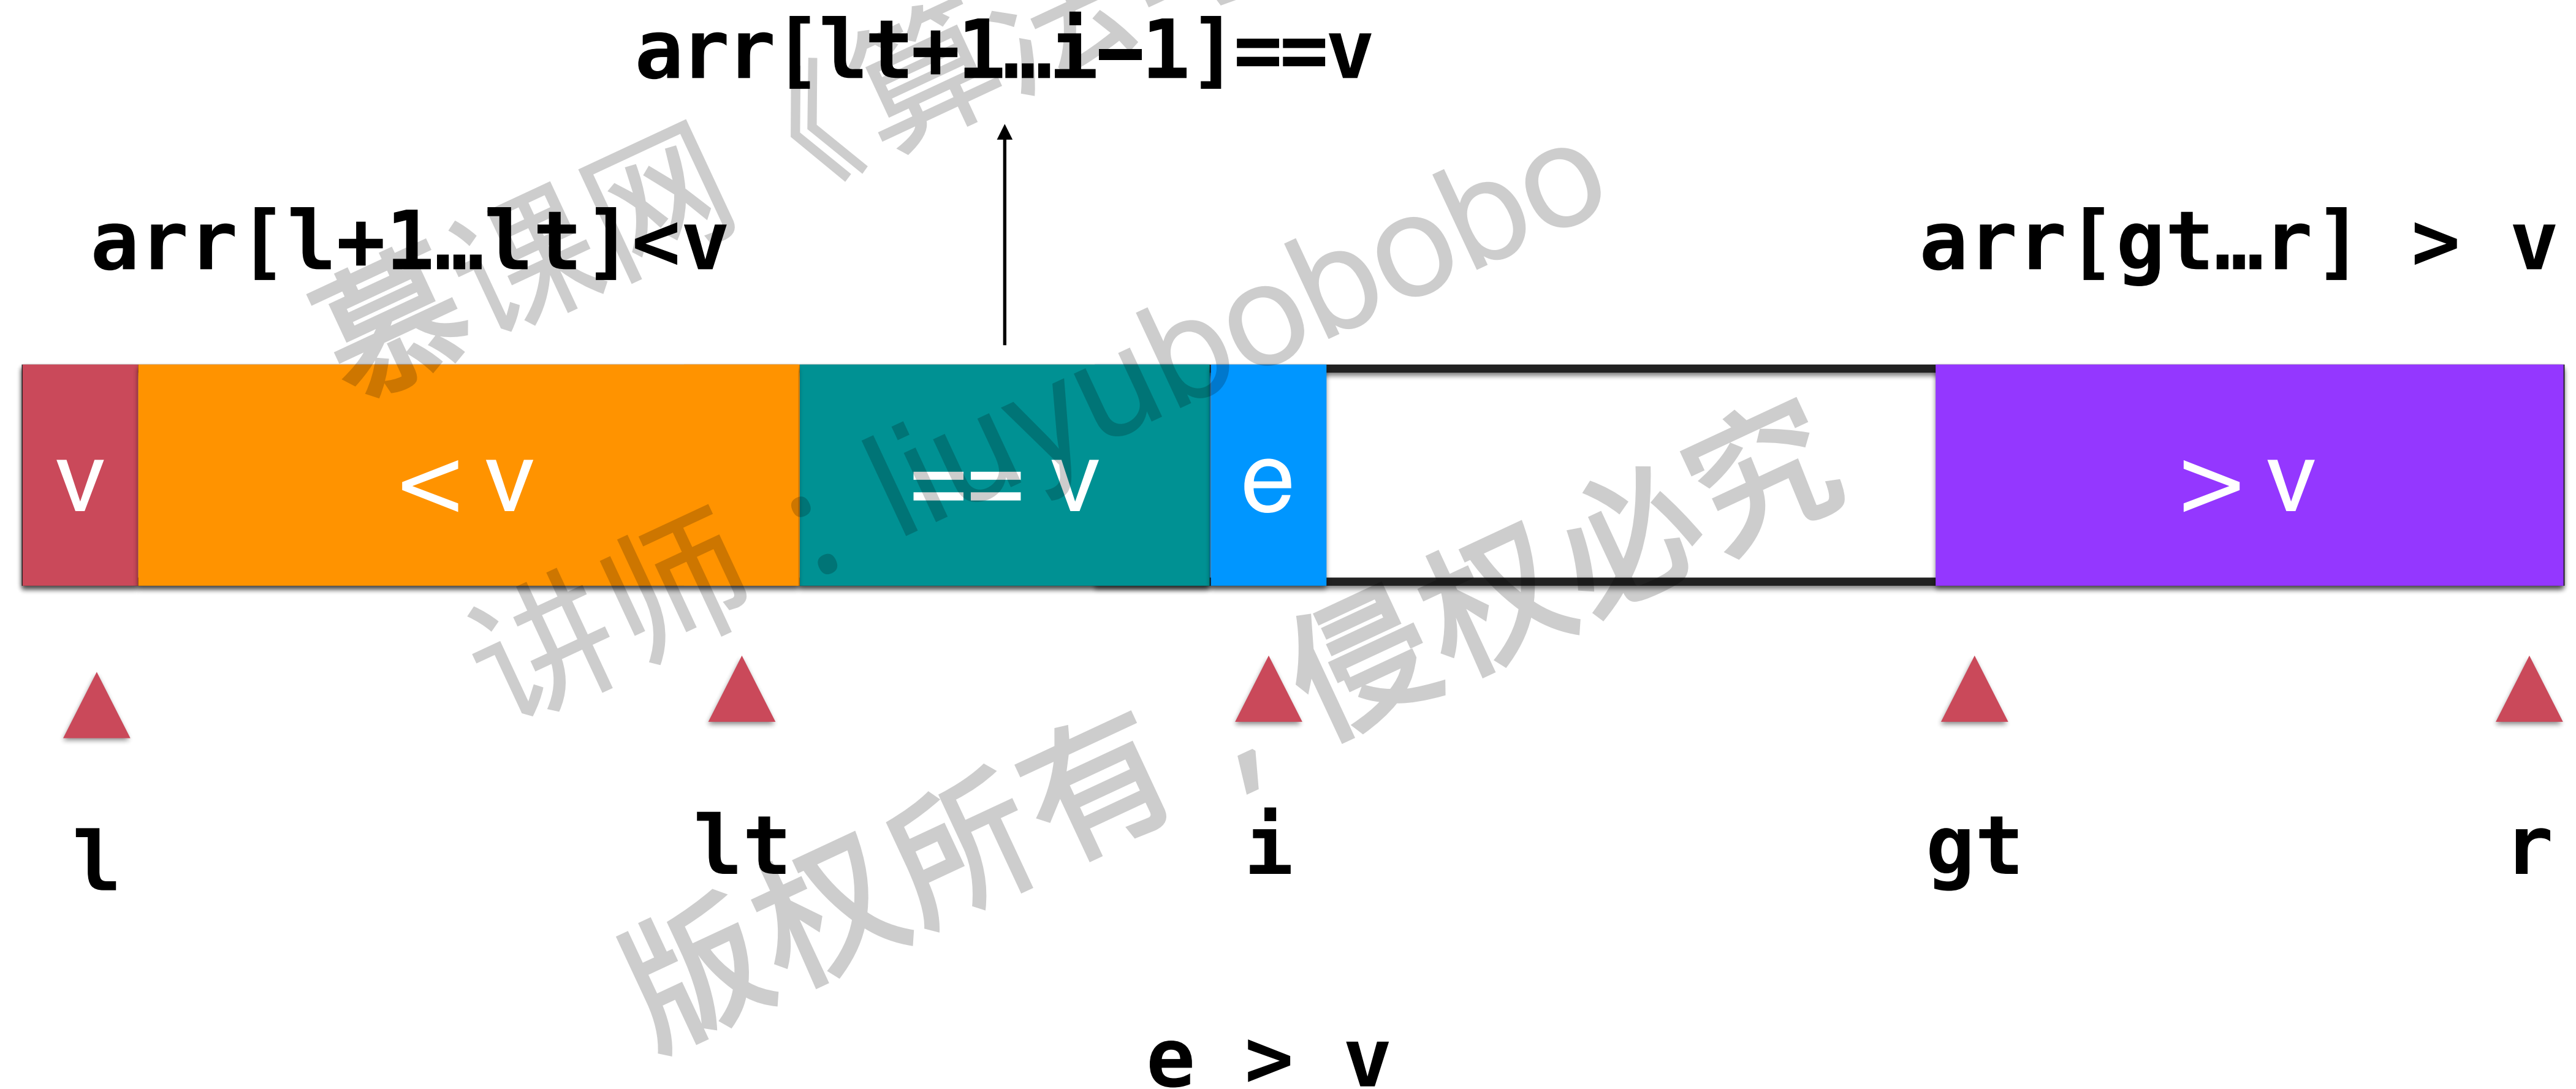 arr[lt+1…i-1]==v
arr[l+1…lt]<v
arr[gt…r] > v
v
< v
== v
e
> v
l
lt
i
gt
r
e > v
慕课网《算法
讲师：liuyubobobo
版权所有，侵权必究